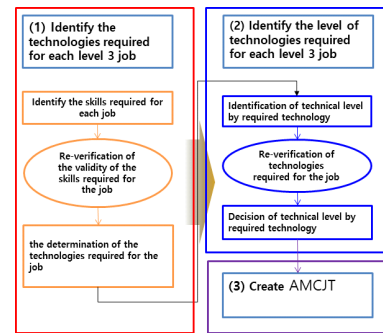 (1) Identify the
technologies required
for each level 3 job
Identify the skills required for
each job
Re-verification of
the validity of the
skills required for
the job
the determination of the
technologies required for the
job
(2) Identify the level of
technologies required
for each level 3 job
Identification of technical level
by required technology
Re-verification of
technologies
required for the job
Decision of technical level by
required technology
(3) Create AMCJT